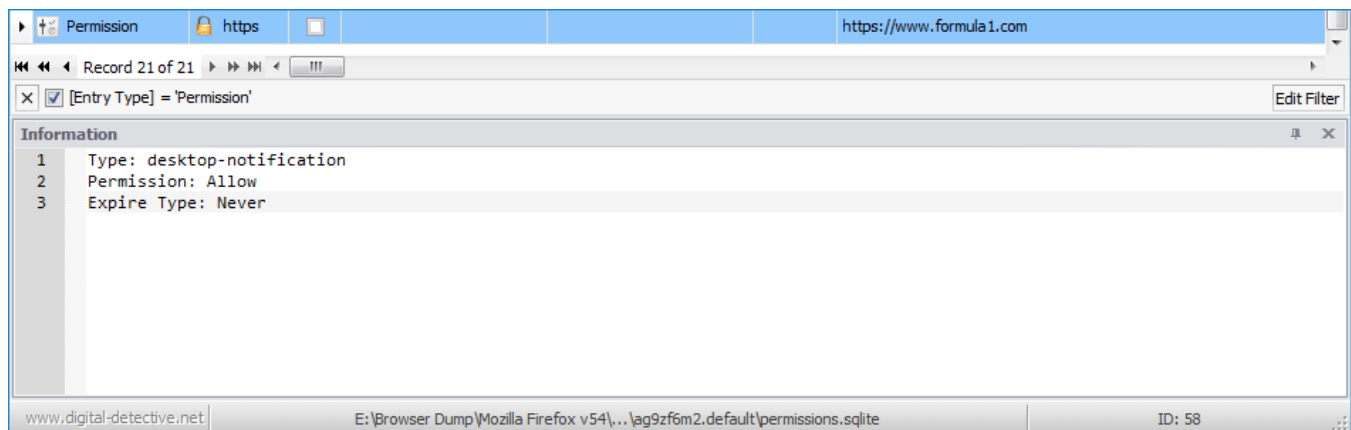 Permission https https://www.formula1.com
Record 21 of 21
[Entry Type] = 'Permission' Edit Filter
Information
1 Type: desktop-notification
2 Permission: Allow
3 Expire Type: Never
www.digital-detective.net E:\Browser Dump\Mozilla Firefox v54\...\ag9zf6m2.default\permissions.sqlite ID: 58